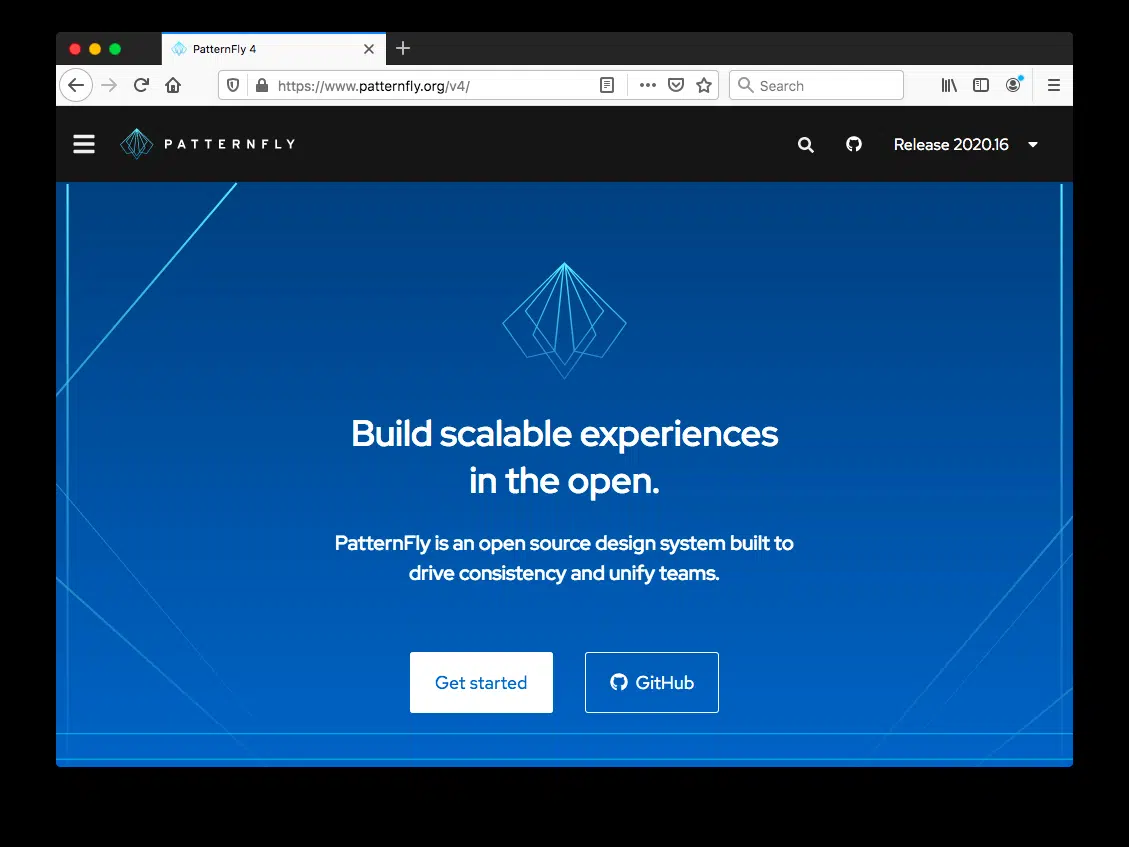 PatternFly 4
https://www.patternfly.org/v4/
Search
PATTERNFLY
Release 2020.16
Build scalable experiences
in the open.
PatternFly is an open source design system built to
drive consistency and unify teams.
Get started
GitHub